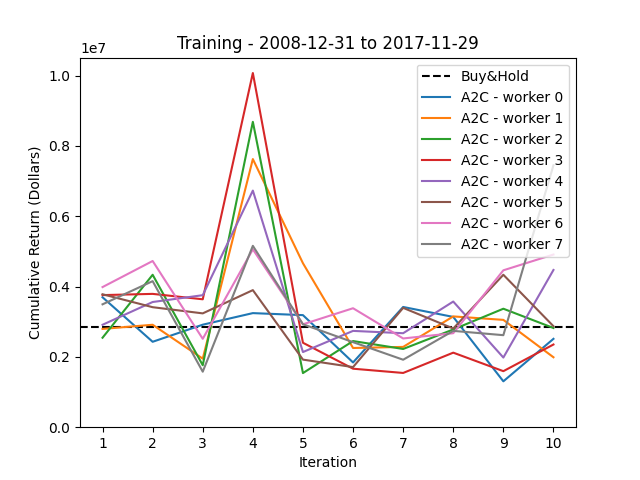 Training - 2008-12-31 to 2017-11-29
1e7
1.0
0.8
0.6
0.4
0.2
0.0
Cumulative Return (Dollars)
Buy&Hold
A2C - worker 0
A2C - worker 1
A2C - worker 2
A2C - worker 3
A2C - worker 4
A2C - worker 5
A2C - worker 6
A2C - worker 7
1 2 3 4 5 6 7 8 9 10
Iteration